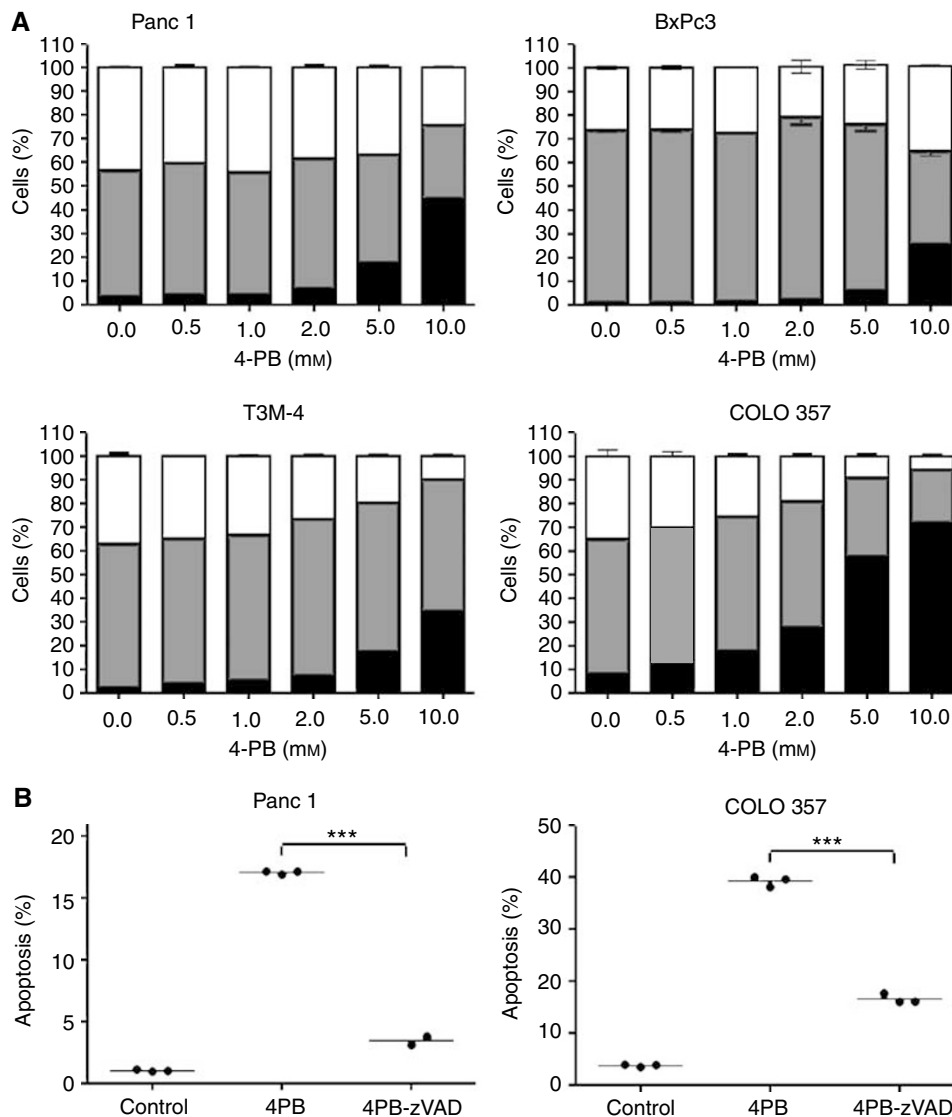 A
Panc 1
Cells (%)
110
100
90
80
70
60
50
40
30
20
10
0
0.0 0.5 1.0 2.0 5.0 10.0
4-PB (mM)
BxPc3
Cells (%)
110
100
90
80
70
60
50
40
30
20
10
0
0.0 0.5 1.0 2.0 5.0 10.0
4-PB (mM)
T3M-4
Cells (%)
110
100
90
80
70
60
50
40
30
20
10
0
0.0 0.5 1.0 2.0 5.0 10.0
4-PB (mM)
COLO 357
Cells (%)
110
100
90
80
70
60
50
40
30
20
10
0
0.0 0.5 1.0 2.0 5.0 10.0
4-PB (mM)
B
Panc 1
Apoptosis (%)
20
15
10
5
0
***
Control 4PB 4PB-zVAD
COLO 357
Apoptosis (%)
50
40
30
20
10
0
***
Control 4PB 4PB-zVAD